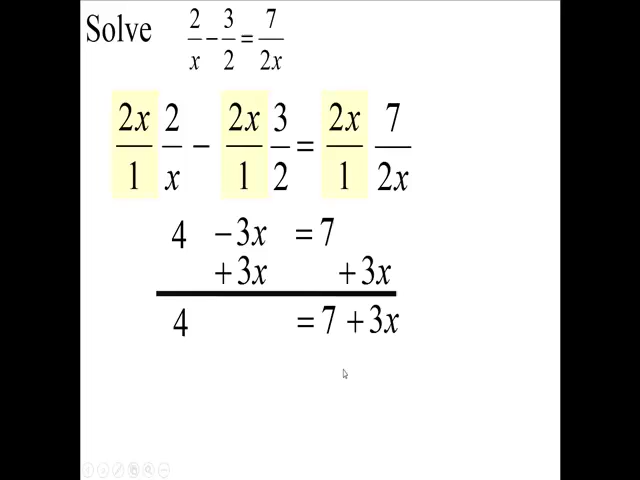 Solve 2/x − 3/2 = 7/2x
2x/1 2/x − 2x/1 3/2 = 2x/1 7/2x
4 −3x = 7
+3x +3x
4 = 7 +3x